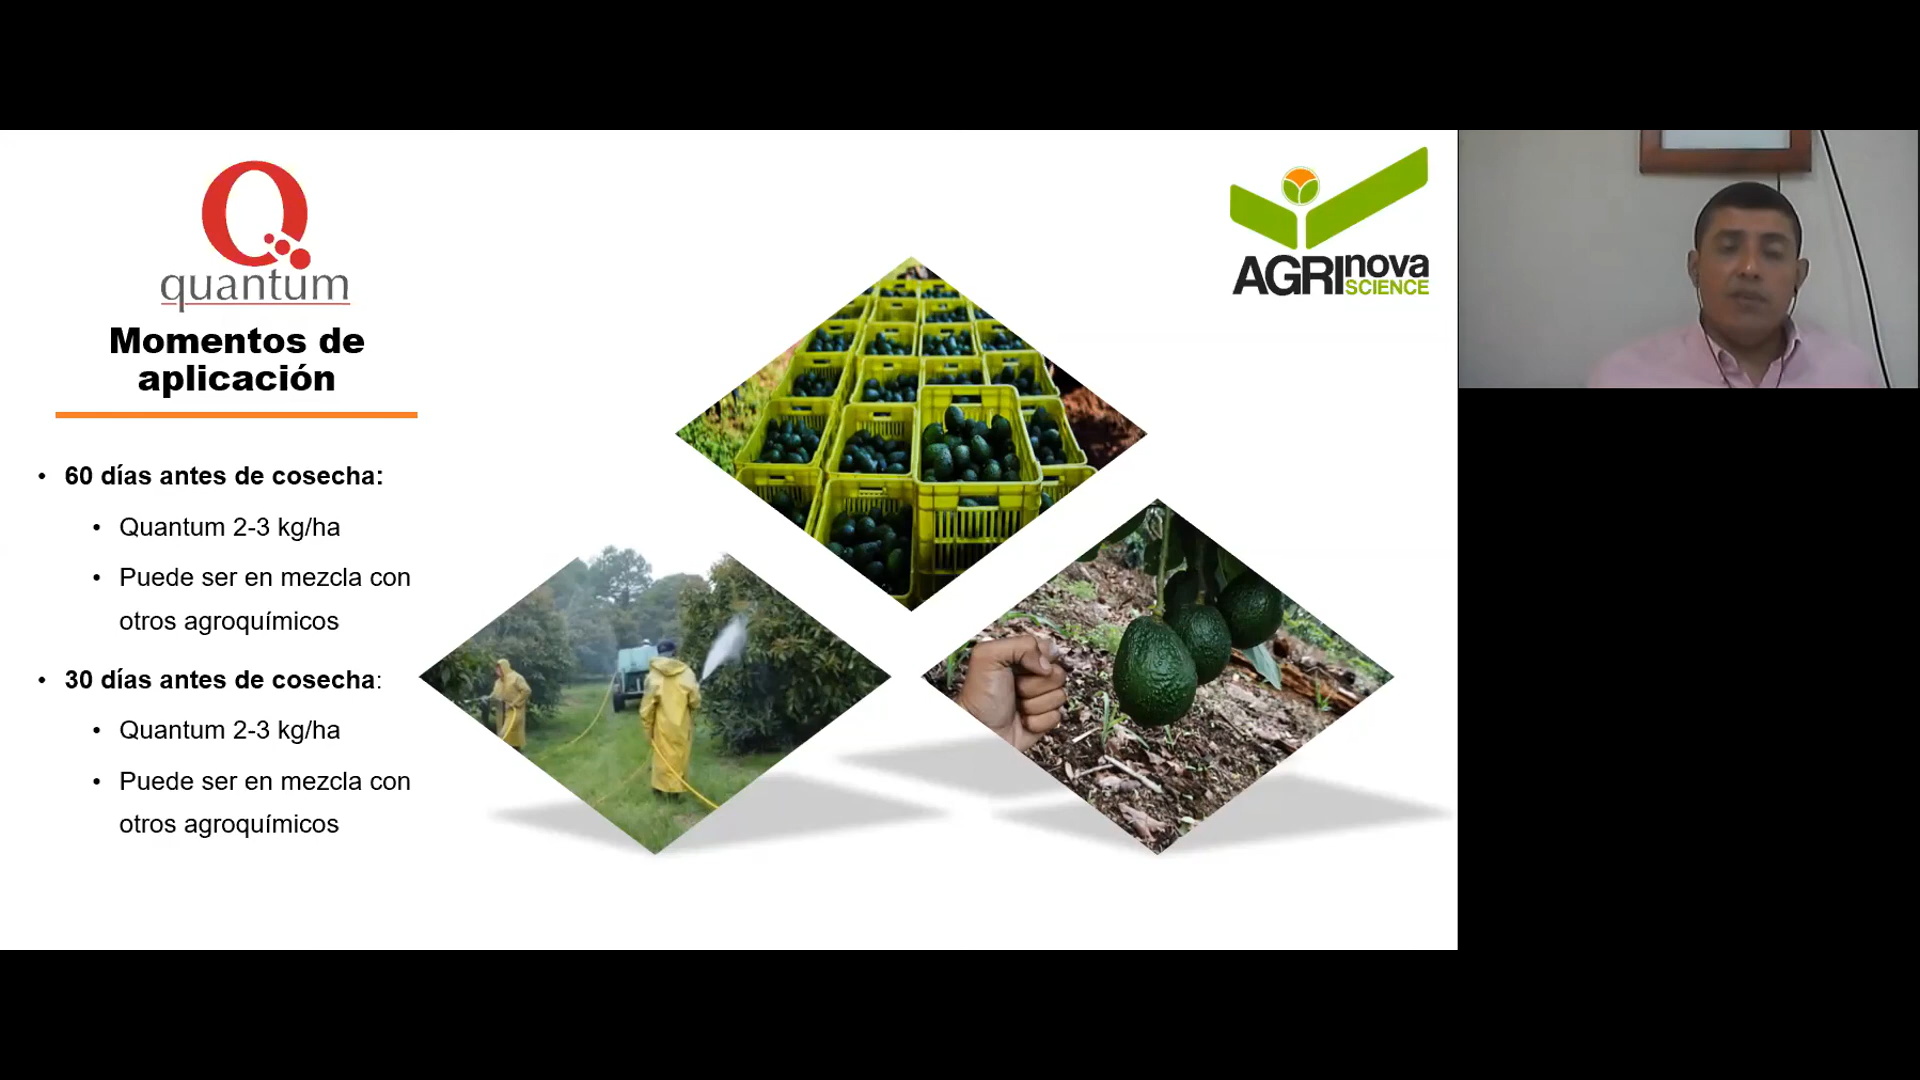 quantum
Momentos de
aplicación
• 60 días antes de cosecha:
• Quantum 2-3 kg/ha
• Puede ser en mezcla con
otros agroquímicos
• 30 días antes de cosecha:
• Quantum 2-3 kg/ha
• Puede ser en mezcla con
otros agroquímicos
AGRInova
SCIENCE